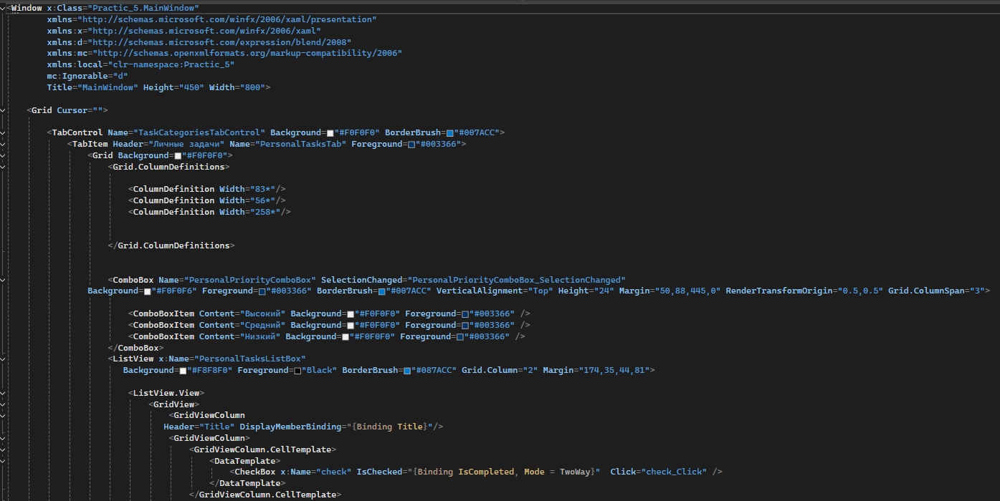 <Window x:Class="Practic_5.MainWindow"
xmlns="http://schemas.microsoft.com/winfx/2006/xaml/presentation"
xmlns:x="http://schemas.microsoft.com/winfx/2006/xaml"
xmlns:d="http://schemas.microsoft.com/expression/blend/2008"
xmlns:mc="http://schemas.openxmlformats.org/markup-compatibility/2006"
xmlns:local="clr-namespace:Practic_5"
mc:Ignorable="d"
Title="MainWindow" Height="450" Width="800">
<Grid Cursor="">
<TabControl Name="TaskCategoriesTabControl" Background="#F0F0F0" BorderBrush="#007ACC">
<TabItem Header="Личные задачи" Name="PersonalTasksTab" Foreground="#003366">
<Grid Background="#F0F0F0">
<Grid.ColumnDefinitions>
<ColumnDefinition Width="83*"/>
<ColumnDefinition Width="56*"/>
<ColumnDefinition Width="258*"/>
</Grid.ColumnDefinitions>
<ComboBox Name="PersonalPriorityComboBox" SelectionChanged="PersonalPriorityComboBox_SelectionChanged"
Background="#F0F0F6" Foreground="#003366" BorderBrush="#007ACC" VerticalAlignment="Top" Height="24" Margin="50,88,445,0" RenderTransformOrigin="0.5,0.5" Grid.ColumnSpan="3">
<ComboBoxItem Content="Высокий" Background="#F0F0F0" Foreground="#003366" />
<ComboBoxItem Content="Средний" Background="#F0F0F0" Foreground="#003366" />
<ComboBoxItem Content="Низкий" Background="#F0F0F0" Foreground="#003366" />
</ComboBox>
<ListView x:Name="PersonalTasksListBox"
Background="#F8F8F0" Foreground="Black" BorderBrush="#087ACC" Grid.Column="2" Margin="174,35,44,81">
<ListView.View>
<GridView>
<GridViewColumn
Header="Title" DisplayMemberBinding="{Binding Title}"/>
<GridViewColumn>
<GridViewColumn.CellTemplate>
<DataTemplate>
<CheckBox x:Name="check" IsChecked="{Binding IsCompleted, Mode = TwoWay}"  Click="check_Click" />
</DataTemplate>
</GridViewColumn.CellTemplate>